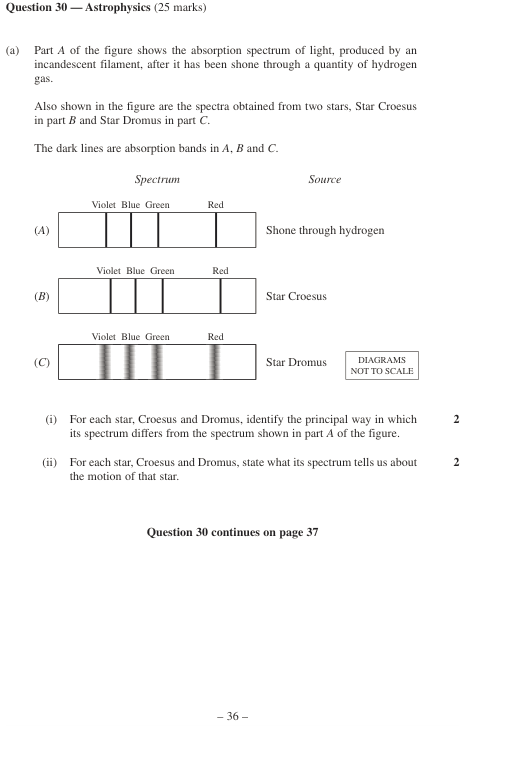 Question 30 — Astrophysics (25 marks)
(a) Part A of the figure shows the absorption spectrum of light, produced by an
incandescent filament, after it has been shone through a quantity of hydrogen
gas.
Also shown in the figure are the spectra obtained from two stars, Star Croesus
in part B and Star Dromus in part C.
The dark lines are absorption bands in A, B and C.
Spectrum Source
Violet Blue Green Red
(A) Shone through hydrogen
Violet Blue Green Red
(B) Star Croesus
Violet Blue Green Red
(C) Star Dromus
DIAGRAMS
NOT TO SCALE
(i) For each star, Croesus and Dromus, identify the principal way in which 2
its spectrum differs from the spectrum shown in part A of the figure.
(ii) For each star, Croesus and Dromus, state what its spectrum tells us about 2
the motion of that star.
Question 30 continues on page 37
– 36 –